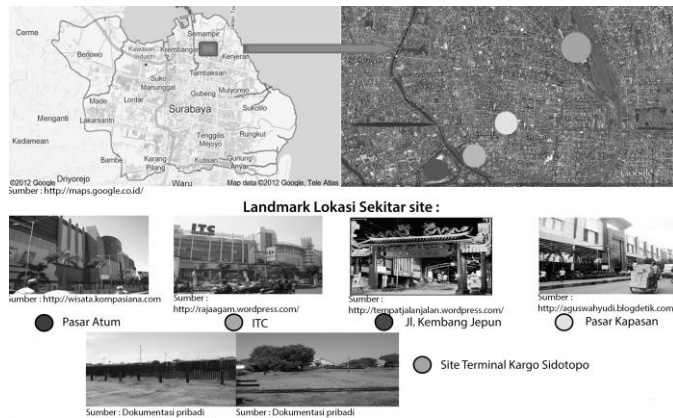 Cerme
Semampir
Kawasan
Industri
Krembangan
Kenjeran
Benowo
Tambaksari
Suko
Manunggal
Made
Lontar
Gubeng
Mulyorejo
Menganti
Surabaya
Sukolilo
Lakarsantri
Tenggilis
Mejoyo
Rungkut
Kedamean
Bambe
Karang
Pilang
Kutisari
Gunung
Anyar
Driyorejo
Waru
©2012 Google
Map data ©2012 Google, Tele Atlas
Sumber : http://maps.google.co.id/
Landmark Lokasi Sekitar site :
ITC
Sumber : http://wisata.kompasiana.com
Sumber :
http://rajaagam.wordpress.com/
Sumber :
http://tempatjalanjalan.wordpress.com/
Sumber :
http://aguswahyudi.blogdetik.com
Pasar Atum
ITC
Jl. Kembang Jepun
Pasar Kapasan
Site Terminal Kargo Sidotopo
Sumber : Dokumentasi pribadi
Sumber : Dokumentasi pribadi